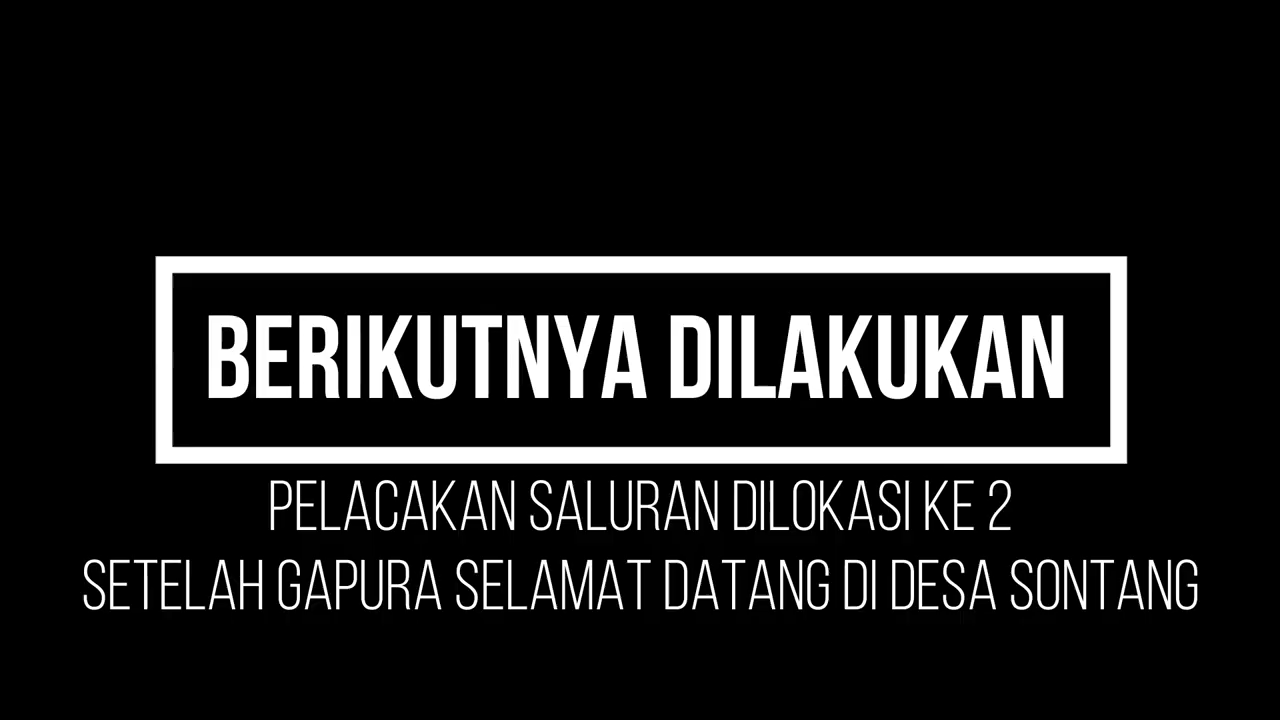 BERIKUTNYA DILAKUKAN
PELACAKAN SALURAN DILOKASI KE 2
SETELAH GAPURA SELAMAT DATANG DI DESA SONTANG